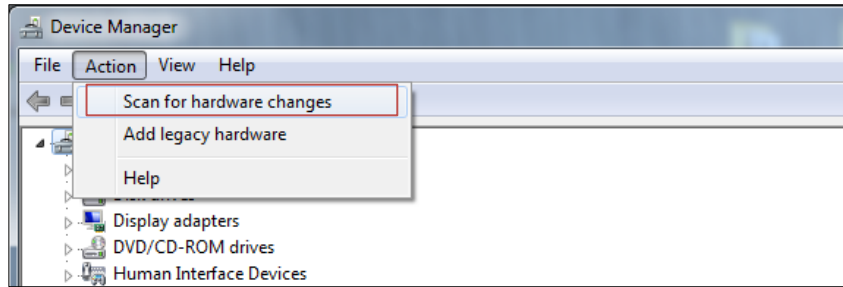 Device Manager
File Action View Help
Scan for hardware changes
Add legacy hardware
Help
Display adapters
DVD/CD-ROM drives
Human Interface Devices